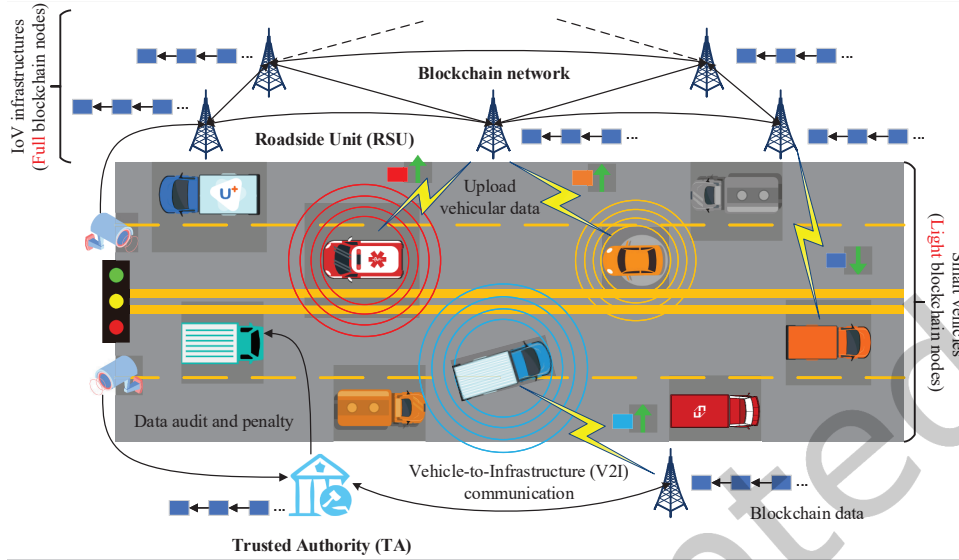 IoV infrastructures
(Full blockchain nodes)
...
...
Blockchain network
...
...
Roadside Unit (RSU)
...
Upload
vehicular data
U+
(Light blockchain nodes)
Data audit and penalty
Vehicle-to-Infrastructure (V2I)
communication
...
...
Blockchain data
Trusted Authority (TA)